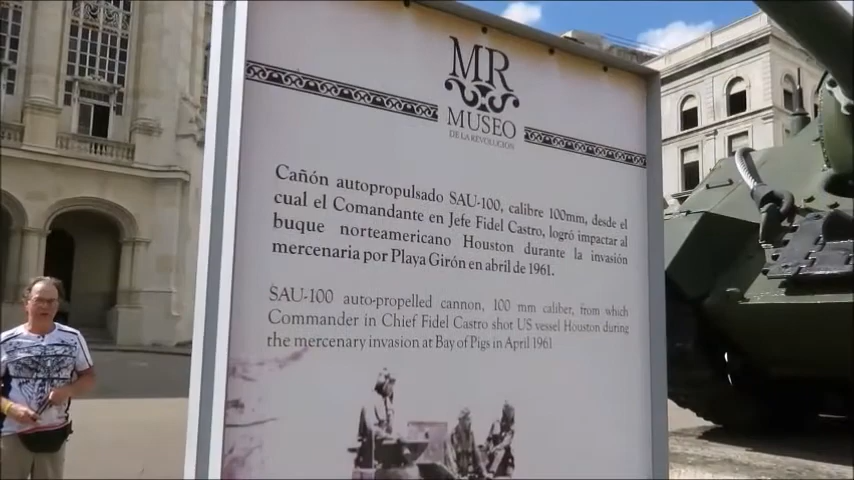 MR
MUSEO
DE LA REVOLUCIÓN
Cañón autopropulsado SAU-100, calibre 100mm, desde el
cual el Comandante en Jefe Fidel Castro, logró impactar al
buque norteamericano Houston durante la invasión
mercenaria por Playa Girón en abril de 1961.
SAU-100 auto-propelled cannon, 100 mm caliber, from which
Commander in Chief Fidel Castro shot US vessel Houston during
the mercenary invasion at Bay of Pigs in April 1961